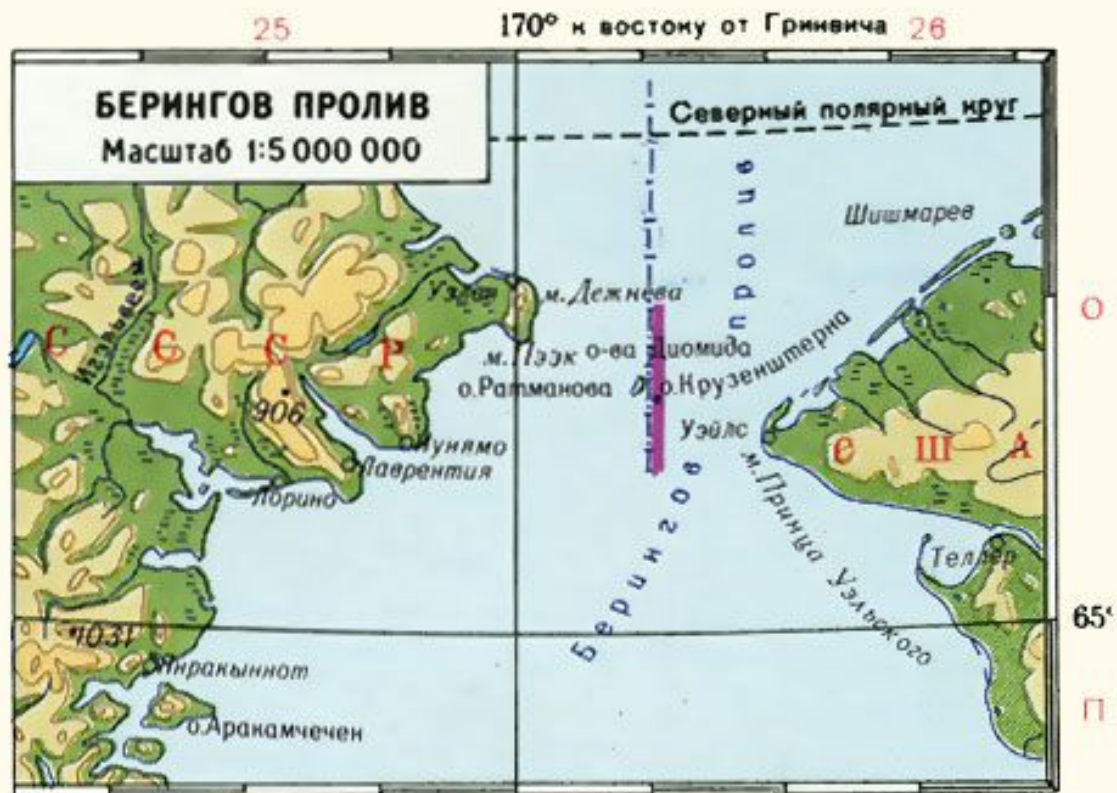 25
170° к востоку от Гринвича
26
БЕРИНГОВ ПРОЛИВ
Масштаб 1:5 000 000
Северный полярный круг
Шишмарев
Берингов пролив
Уэлен
м. Дежнева
О
Игэльвеем
м. Пээк
о-ва Диомида
о. Ратманова
о. Крузенштерна
С С С Р
906
Нунямо
Лаврентия
Лорино
Уэйлс
м. Принца Уэльского
С Ш А
Теллер
65°
1031
Янракыннот
о. Аракамчечен
П